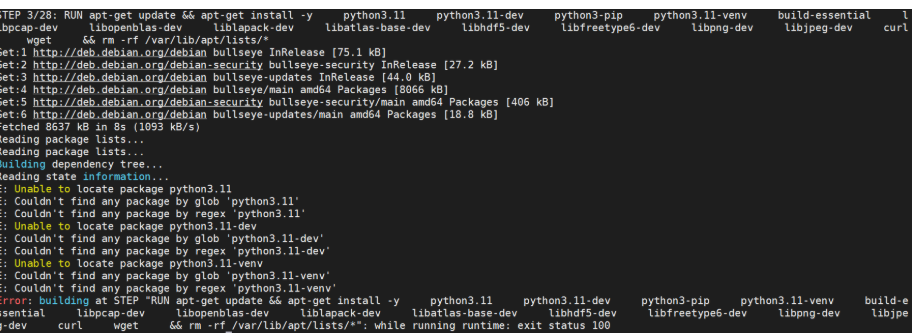 STEP 3/28: RUN apt-get update && apt-get install -y     python3.11     python3.11-dev     python3-pip     python3.11-venv     build-essential     l
ibpcap-dev     libopenblas-dev     liblapack-dev     libatlas-base-dev     libhdf5-dev     libfreetype6-dev     libpng-dev     libjpeg-dev     curl
     wget     && rm -rf /var/lib/apt/lists/*
Get:1 http://deb.debian.org/debian bullseye InRelease [75.1 kB]
Get:2 http://deb.debian.org/debian-security bullseye-security InRelease [27.2 kB]
Get:3 http://deb.debian.org/debian bullseye-updates InRelease [44.0 kB]
Get:4 http://deb.debian.org/debian bullseye/main amd64 Packages [8066 kB]
Get:5 http://deb.debian.org/debian-security bullseye-security/main amd64 Packages [406 kB]
Get:6 http://deb.debian.org/debian bullseye-updates/main amd64 Packages [18.8 kB]
Fetched 8637 kB in 8s (1093 kB/s)
Reading package lists...
Reading package lists...
Building dependency tree...
Reading state information...
E: Unable to locate package python3.11
E: Couldn't find any package by glob 'python3.11'
E: Couldn't find any package by regex 'python3.11'
E: Unable to locate package python3.11-dev
E: Couldn't find any package by glob 'python3.11-dev'
E: Couldn't find any package by regex 'python3.11-dev'
E: Unable to locate package python3.11-venv
E: Couldn't find any package by glob 'python3.11-venv'
E: Couldn't find any package by regex 'python3.11-venv'
Error: building at STEP "RUN apt-get update && apt-get install -y     python3.11     python3.11-dev     python3-pip     python3.11-venv     build-e
ssential     libpcap-dev     libopenblas-dev     liblapack-dev     libatlas-base-dev     libhdf5-dev     libfreetype6-dev     libpng-dev     libjpe
g-dev     curl     wget     && rm -rf /var/lib/apt/lists/*": while running runtime: exit status 100